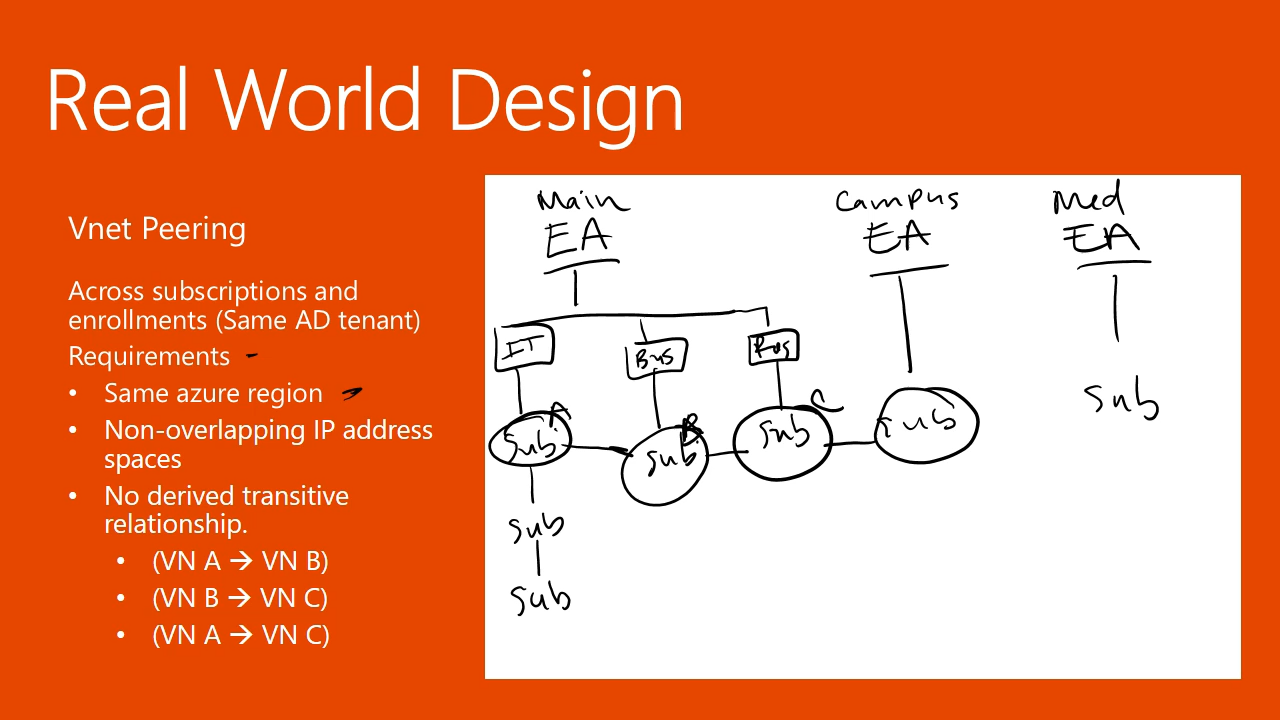 Real World Design
Vnet Peering
Across subscriptions and
enrollments (Same AD tenant)
Requirements
• Same azure region
• Non-overlapping IP address
spaces
• No derived transitive
relationship.
• (VN A → VN B)
• (VN B → VN C)
• (VN A → VN C)
Main
EA
Campus
EA
Med
EA
IT
Bus
Bus
A
Sub
B
Sub
C
Sub
Sub
Sub
Sub
Sub